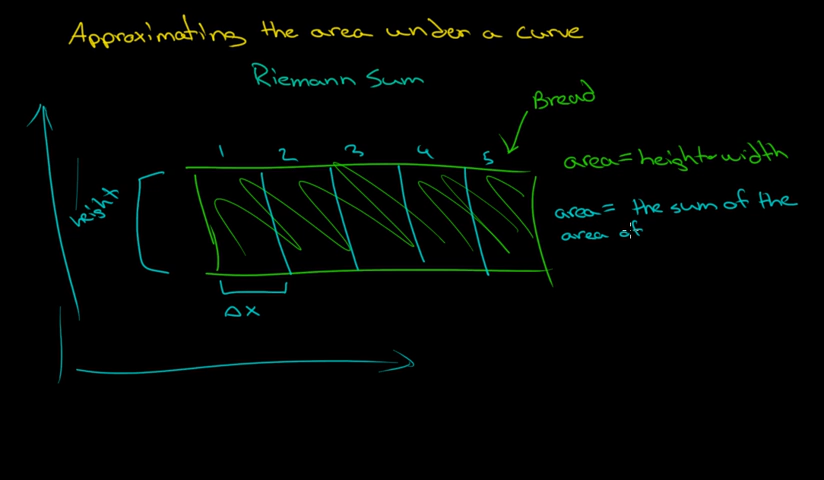 Approximating the area under a curve
Riemann Sum
Bread
1 2 3 4 5
area = height * width
height
area = the sum of the
area of
Δx